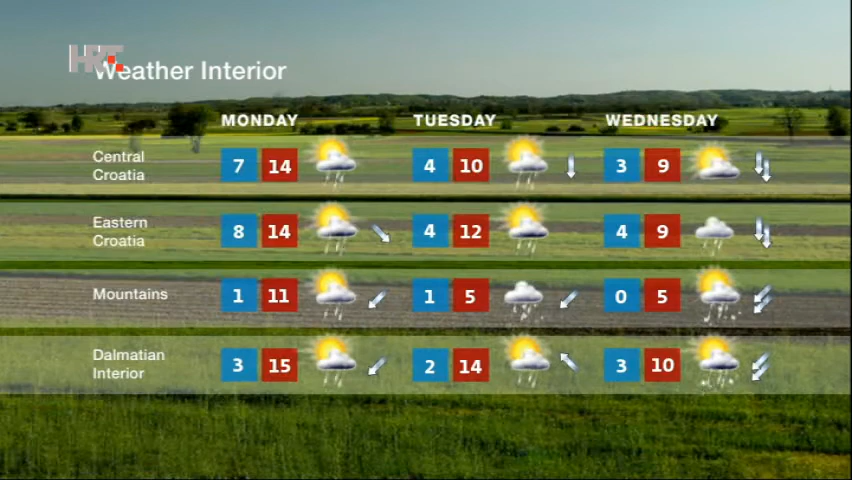 HRT
Weather Interior
MONDAY TUESDAY WEDNESDAY
Central Croatia 7 14 4 10 3 9
Eastern Croatia 8 14 4 12 4 9
Mountains 1 11 1 5 0 5
Dalmatian Interior 3 15 2 14 3 10